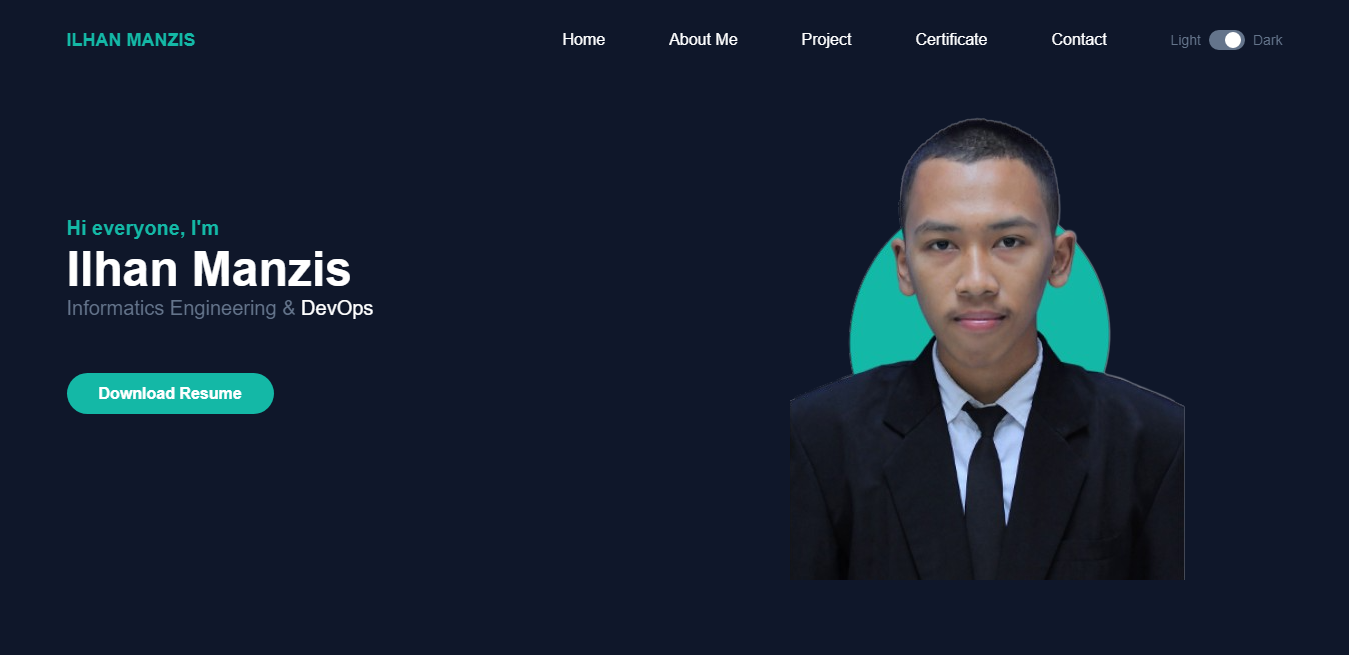 ILHAN MANZIS
Home About Me Project Certificate Contact Light Dark
Hi everyone, I'm
Ilhan Manzis
Informatics Engineering & DevOps
Download Resume